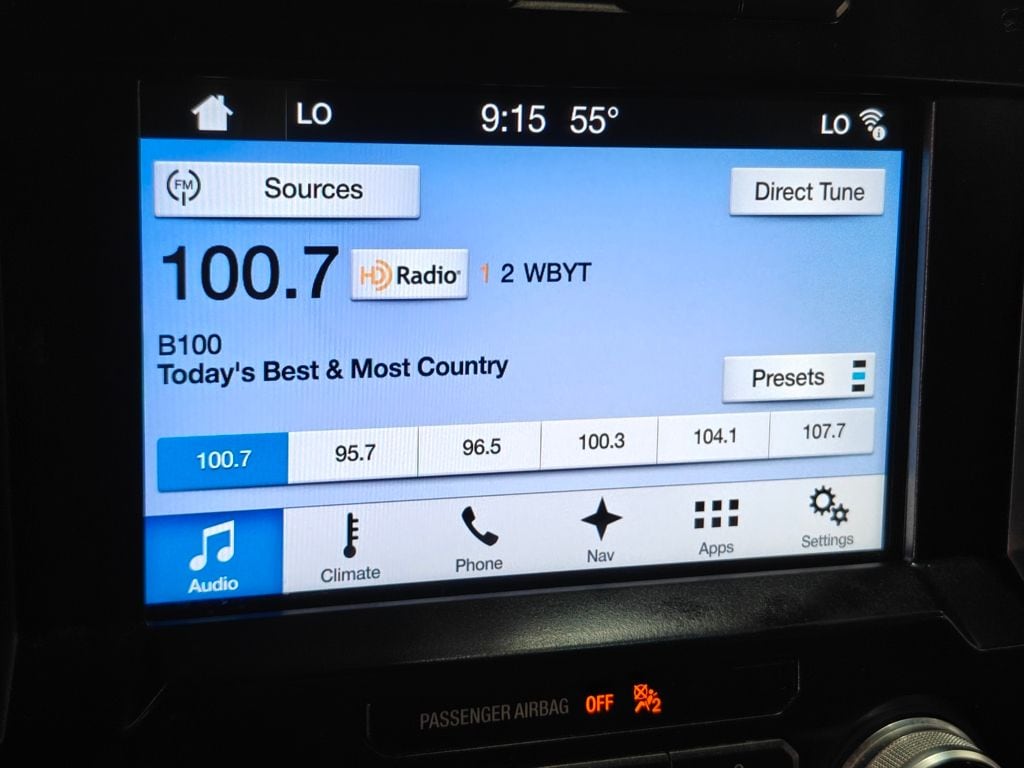 LO 9:15 55° LO
FM Sources Direct Tune
100.7 HD Radio 1 2 WBYT
B100
Today's Best & Most Country
Presets
100.7 95.7 96.5 100.3 104.1 107.7
Audio Climate Phone Nav Apps Settings
PASSENGER AIRBAG OFF 2